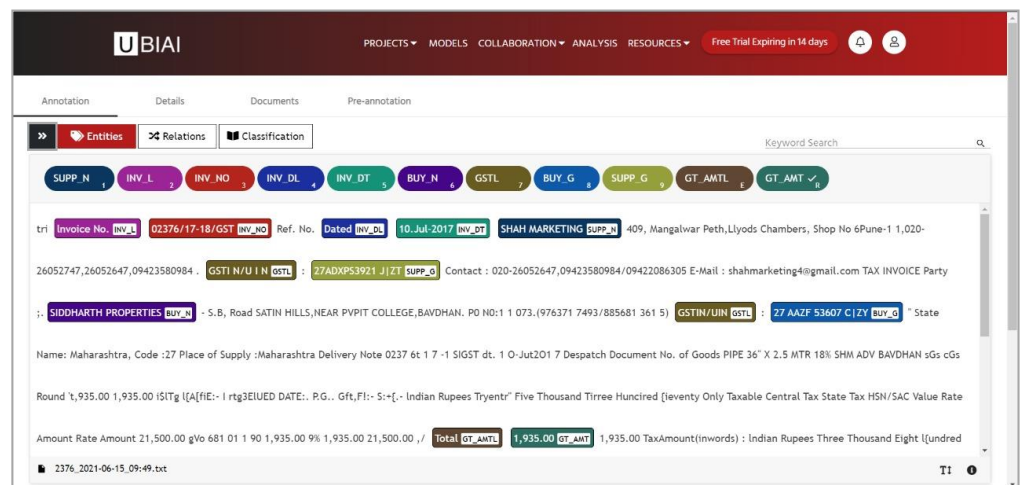 UBIAI PROJECTS MODELS COLLABORATION ANALYSIS RESOURCES Free Trial Expiring in 14 days
Annotation Details Documents Pre-annotation
» Entities Relations Classification Keyword Search
SUPP_N 1 INV_L 2 INV_NO 3 INV_DL 4 INV_DT 5 BUY_N 6 GSTL 7 BUY_G 8 SUPP_G 9 GT_AMTL E GT_AMT R
tri Invoice No. INV_L 02376/17-18/GST INV_NO Ref. No. Dated INV_DL 10.Jul-2017 INV_DT SHAH MARKETING SUPP_N 409, Mangalwar Peth,Llyods Chambers, Shop No 6Pune-1 1,020-
26052747,26052647,09423580984 . GSTI N/U I N GSTL : 27ADXPS3921 J|ZT SUPP_G Contact : 020-26052647,09423580984/09422086305 E-Mail : shahmarketing4@gmail.com TAX INVOICE Party
;. SIDDHARTH PROPERTIES BUY_N - S.B, Road SATIN HILLS,NEAR PVPIT COLLEGE,BAVDHAN. P0 N0:1 1 073.(976371 7493/885681 361 5) GSTIN/UIN GSTL : 27 AAZF 53607 C|ZY BUY_G " State
Name: Maharashtra, Code :27 Place of Supply :Maharashtra Delivery Note 0237 6t 1 7 -1 SIGST dt. 1 O-Jut2O1 7 Despatch Document No. of Goods PIPE 36" X 2.5 MTR 18% SHM ADV BAVDHAN sGs cGs
Round 't,935.00 1,935.00 i$lTg l{A[fiE:- I rtg3EIUED DATE:. P.G.. Gft,F!:- S:+{.- lndian Rupees Tryentr" Five Thousand Tirree Huncired {ieventy Only Taxable Central Tax State Tax HSN/SAC Value Rate
Amount Rate Amount 21,500.00 gVo 681 01 1 90 1,935.00 9% 1,935.00 21,500.00 ,/ Total GT_AMTL 1,935.00 GT_AMT 1,935.00 TaxAmount(inwords) : lndian Rupees Three Thousand Eight l{undred
2376_2021-06-15_09:49.txt